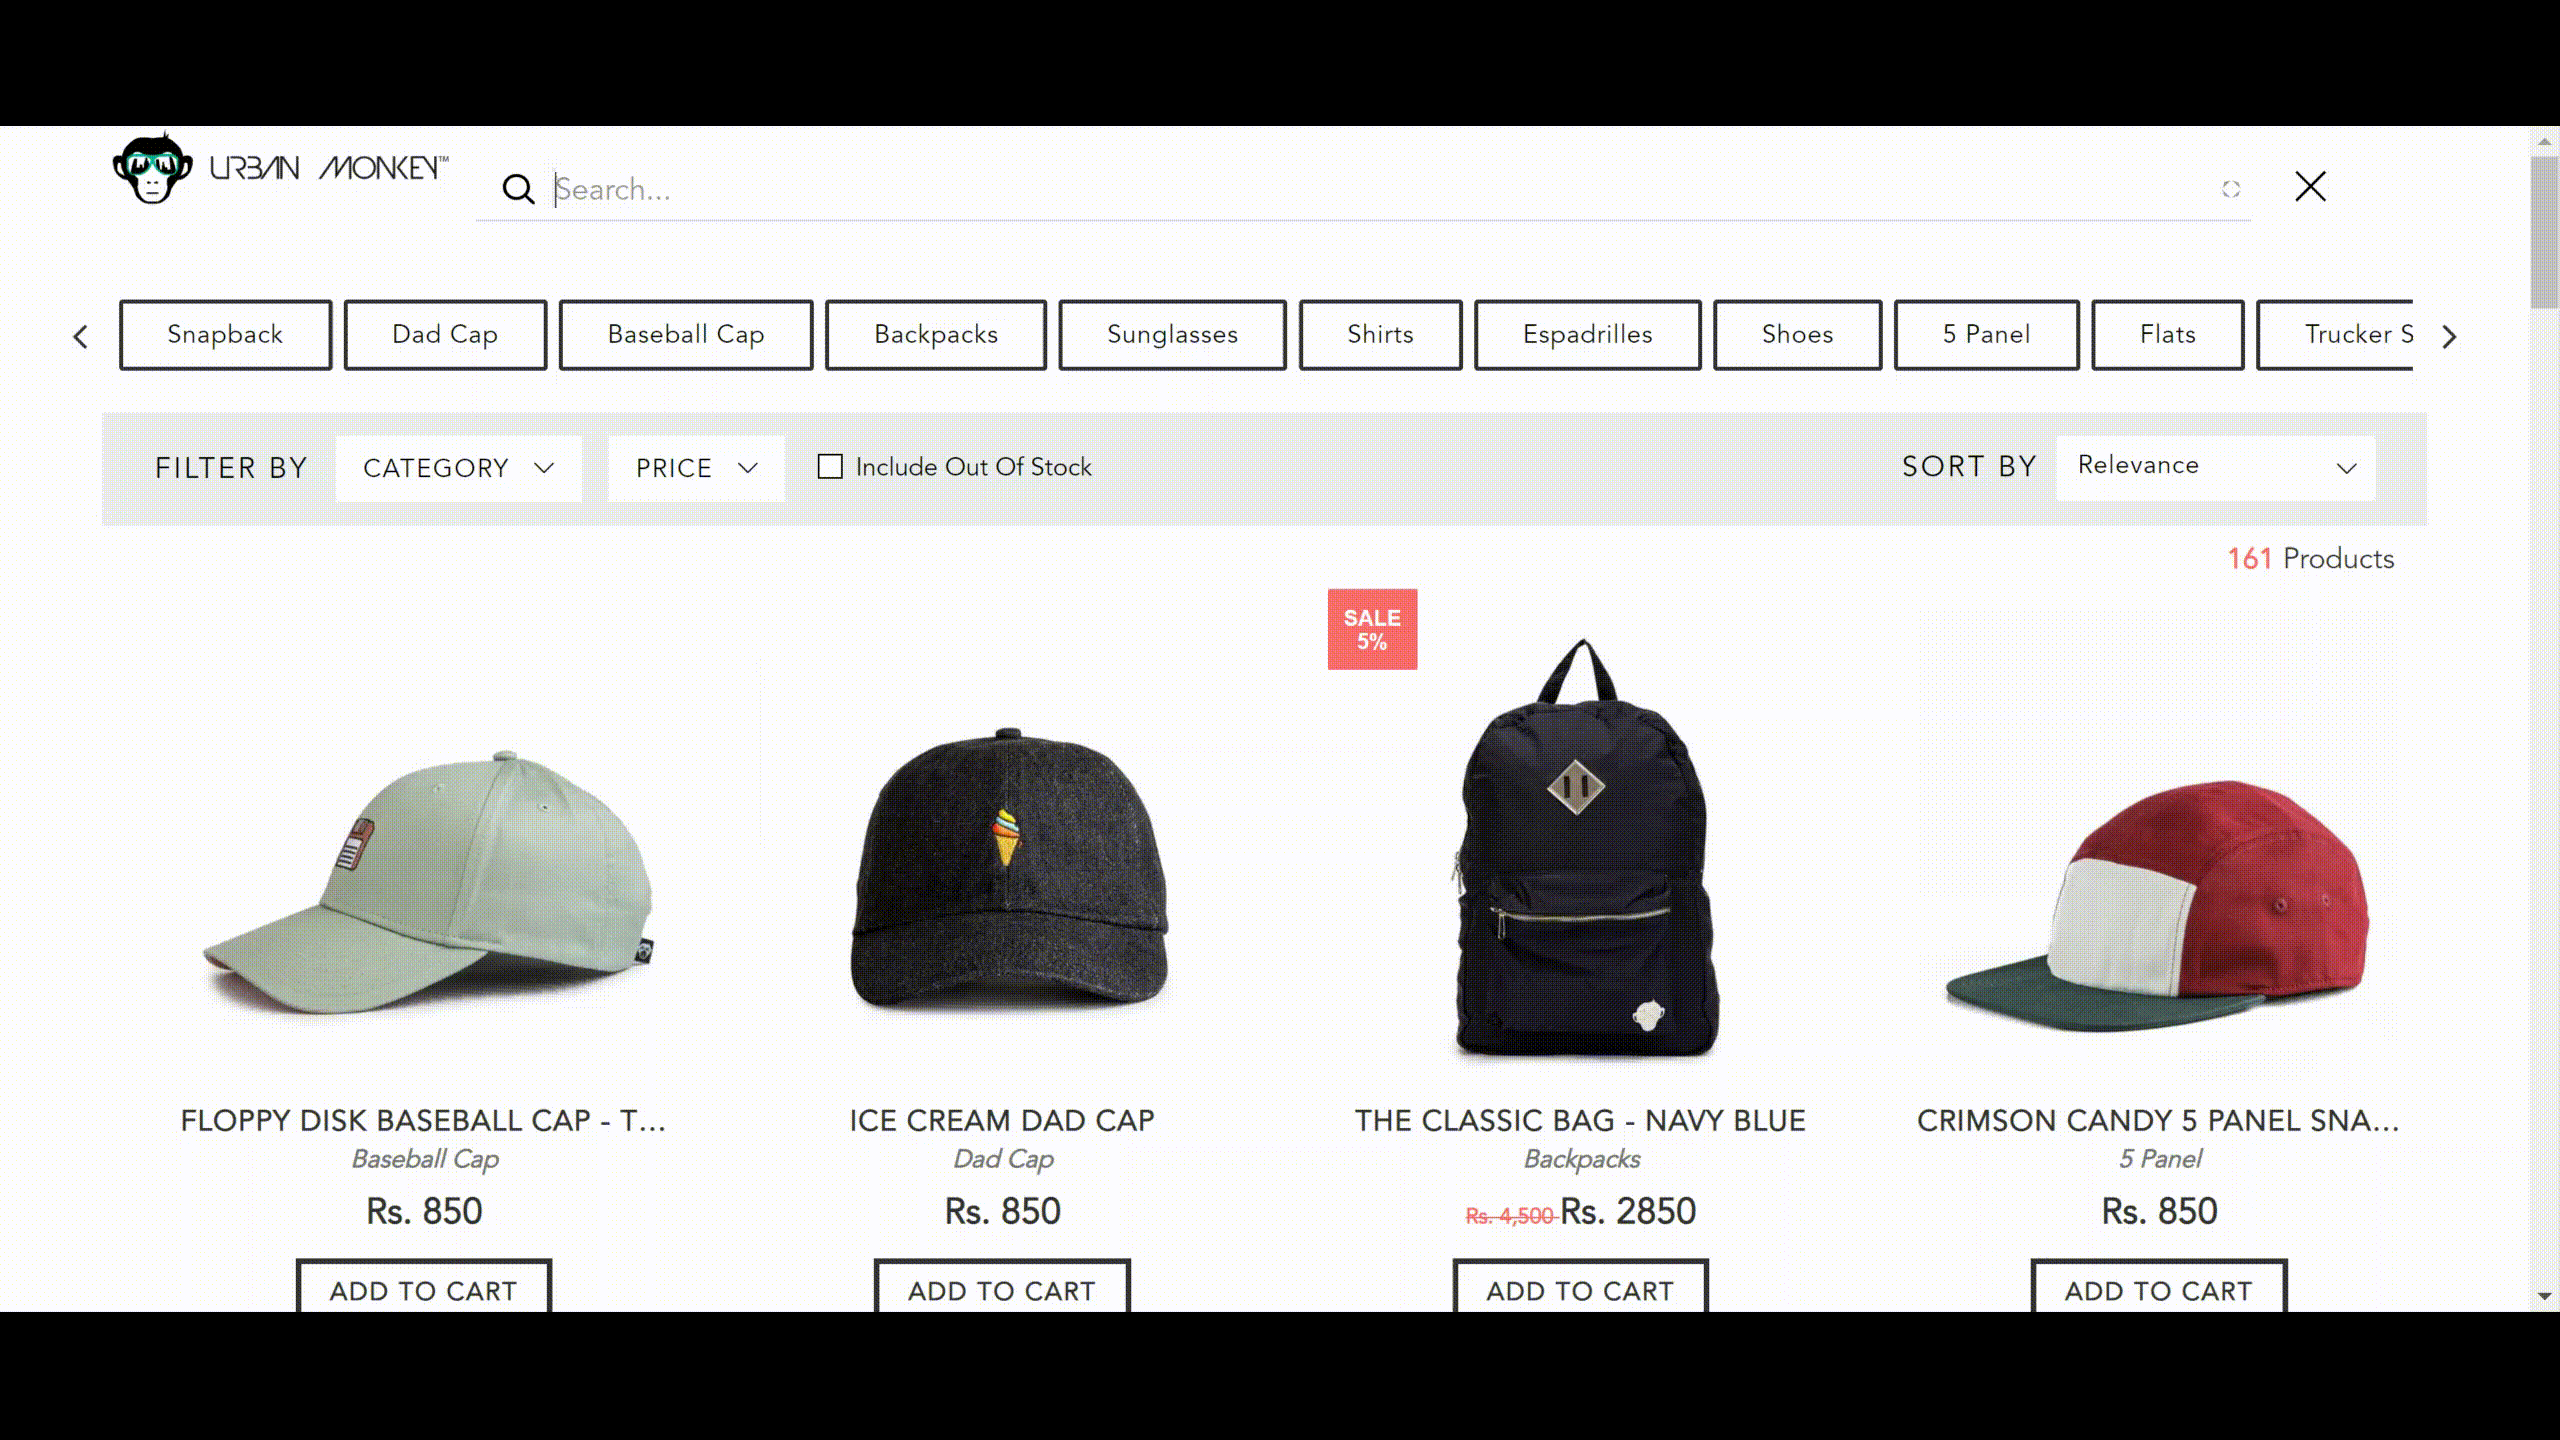 URBAN MONKEY™
Search...
Snapback
Dad Cap
Baseball Cap
Backpacks
Sunglasses
Shirts
Espadrilles
Shoes
5 Panel
Flats
Trucker S
FILTER BY
CATEGORY
PRICE
Include Out Of Stock
SORT BY
Relevance
161 Products
SALE
5%
FLOPPY DISK BASEBALL CAP - T...
Baseball Cap
Rs. 850
ADD TO CART
ICE CREAM DAD CAP
Dad Cap
Rs. 850
ADD TO CART
THE CLASSIC BAG - NAVY BLUE
Backpacks
Rs. 4,500 Rs. 2850
ADD TO CART
CRIMSON CANDY 5 PANEL SNA...
5 Panel
Rs. 850
ADD TO CART